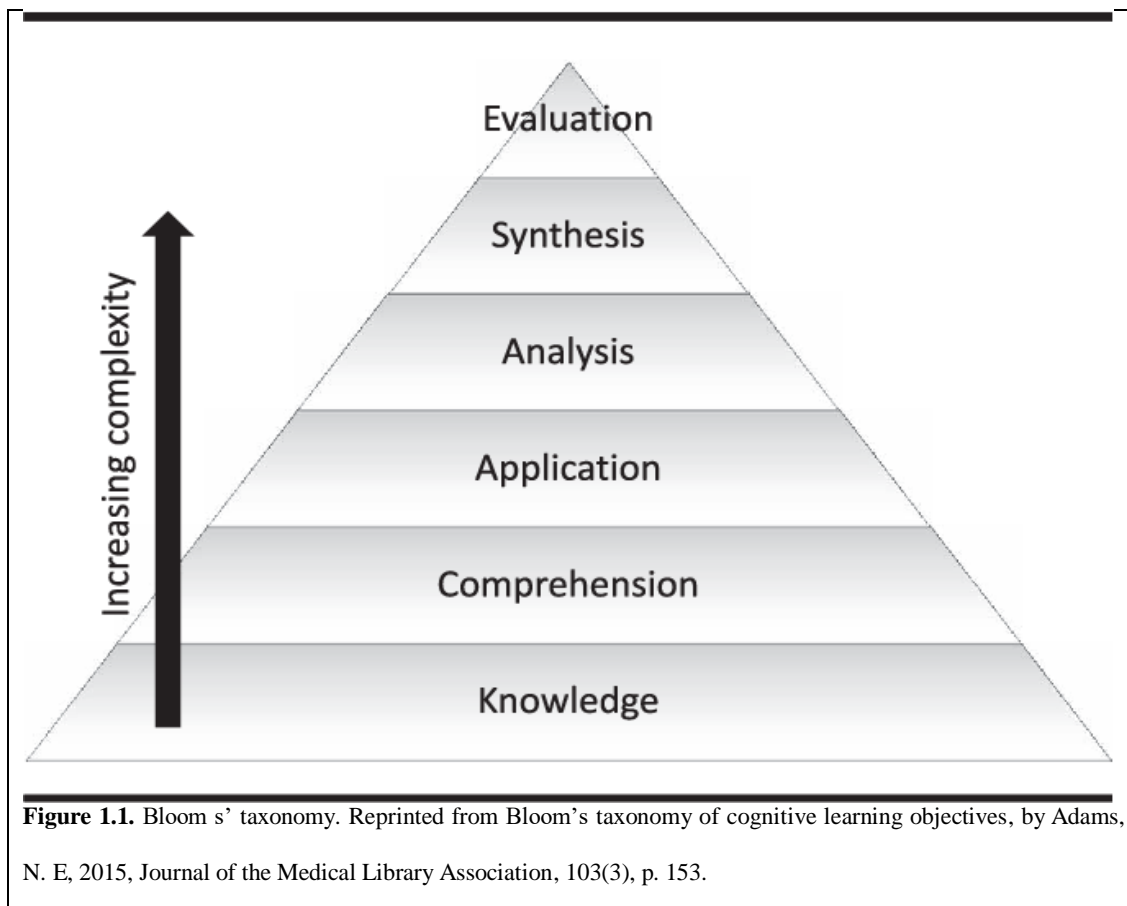 Evaluation
Synthesis
Analysis
Application
Comprehension
Knowledge
Increasing complexity
Figure 1.1. Bloom s’ taxonomy. Reprinted from Bloom’s taxonomy of cognitive learning objectives, by Adams,
N. E, 2015, Journal of the Medical Library Association, 103(3), p. 153.